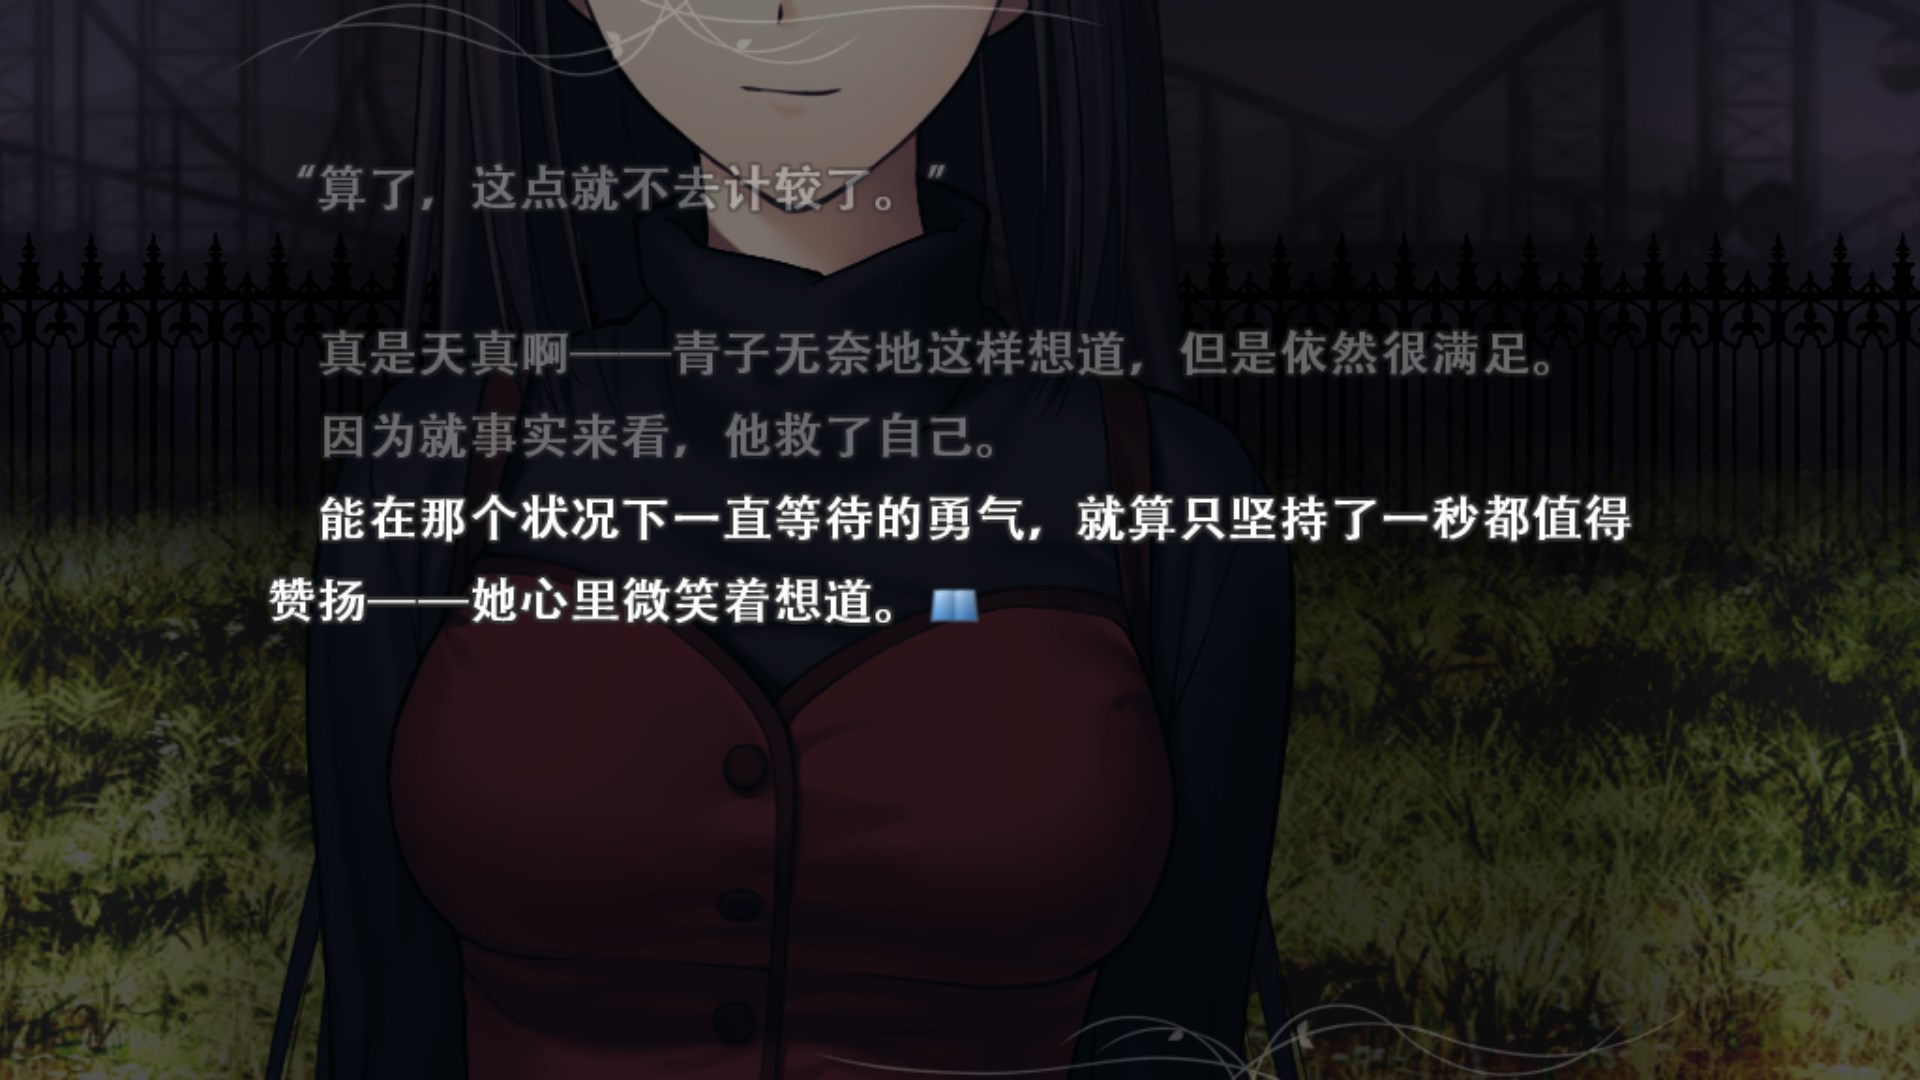 “算了，这点就不去计较了。”
真是天真啊——青子无奈地这样想道，但是依然很满足。
因为就事实来看，他救了自己。
能在那个状况下一直等待的勇气，就算只坚持了一秒都值得
赞扬——她心里微笑着想道。